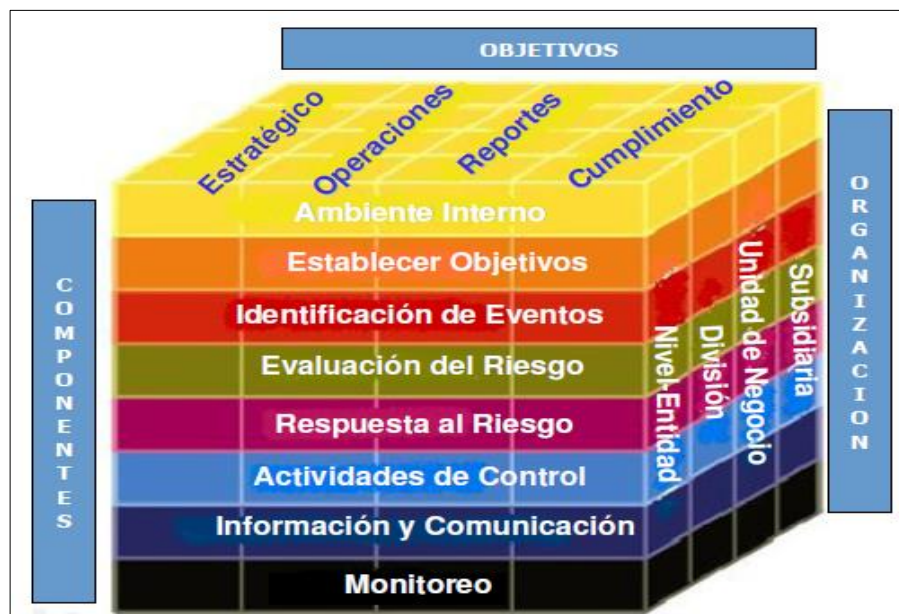 OBJETIVOS
Estratégico
Operaciones
Reportes
Cumplimiento
COMPONENTES
Ambiente Interno
Establecer Objetivos
Identificación de Eventos
Evaluación del Riesgo
Respuesta al Riesgo
Actividades de Control
Información y Comunicación
Monitoreo
Nivel-Entidad
División
Unidad de Negocio
Subsidiaria
ORGANIZACION